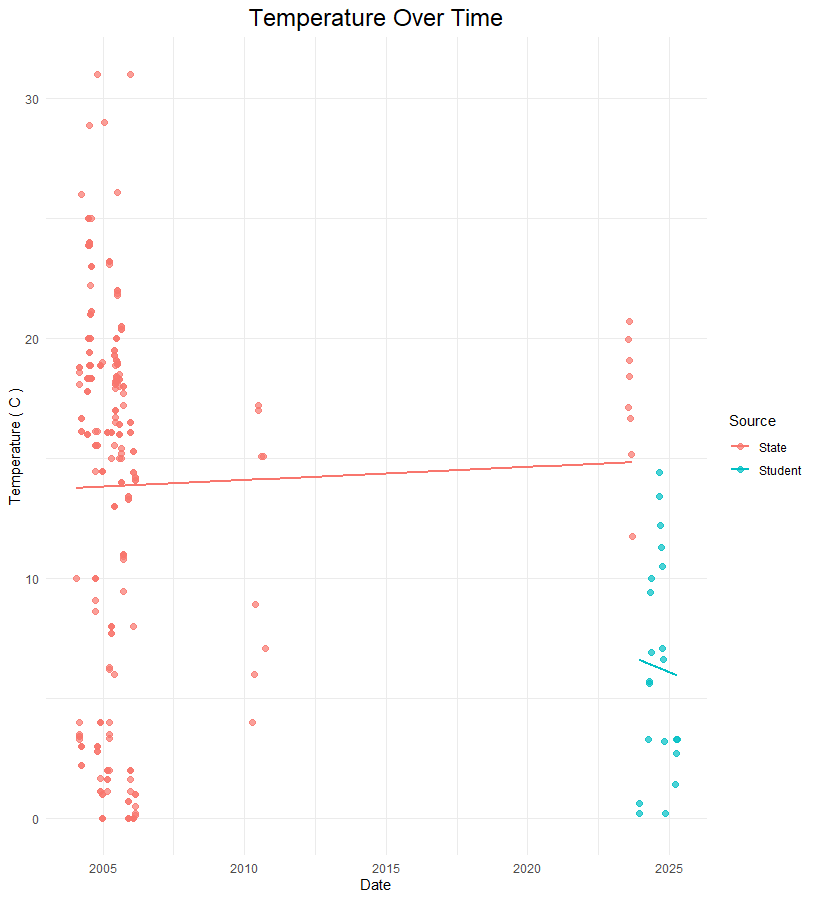 Temperature Over Time
30
20
10
0
Temperature ( C )
2005 2010 2015 2020 2025
Date
Source
State
Student